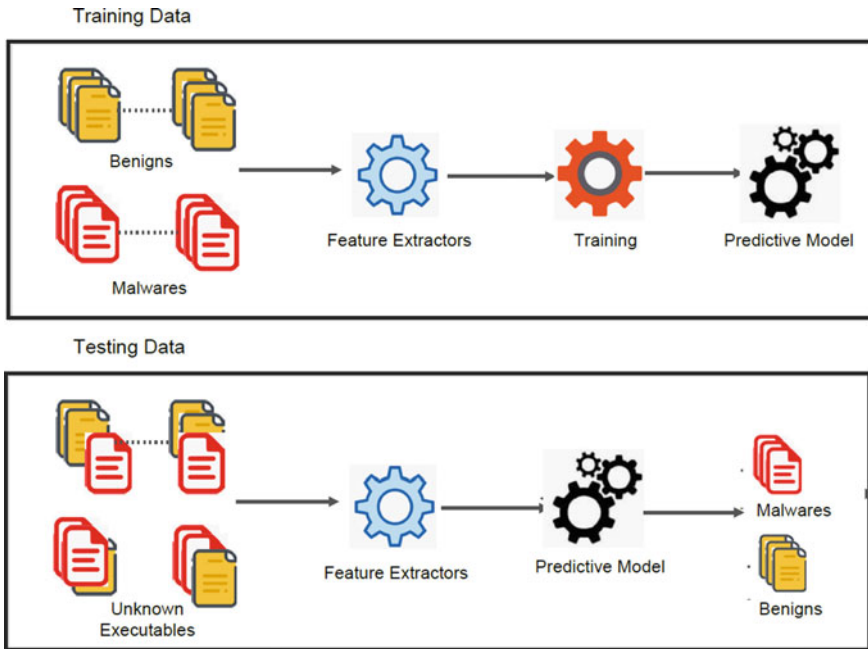 Training Data
Benigns
Malwares
Feature Extractors
Training
Predictive Model
Testing Data
Unknown
Executables
Feature Extractors
Predictive Model
Malwares
Benigns